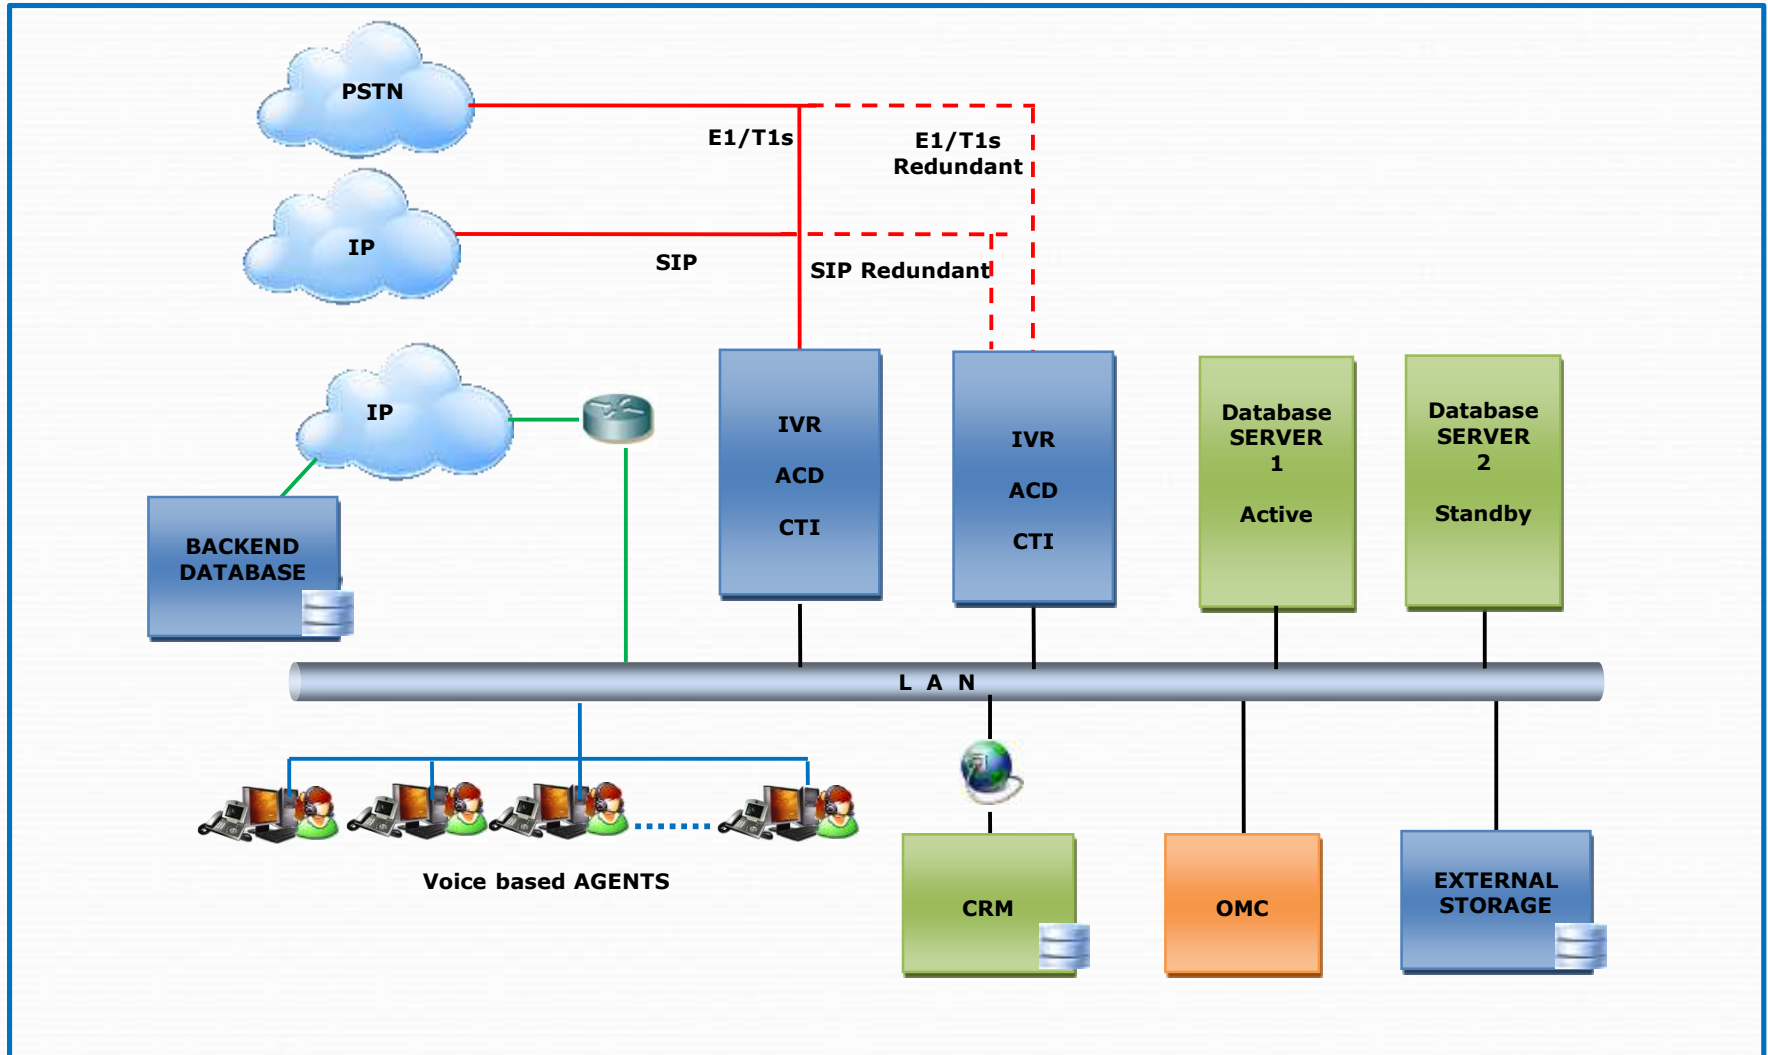 PSTN
E1/T1s
E1/T1s
Redundant
IP
SIP
SIP Redundant
IP
BACKEND
DATABASE
IVR
ACD
CTI
IVR
ACD
CTI
Database
SERVER
1
Active
Database
SERVER
2
Standby
L A N
Voice based AGENTS
CRM
OMC
EXTERNAL
STORAGE